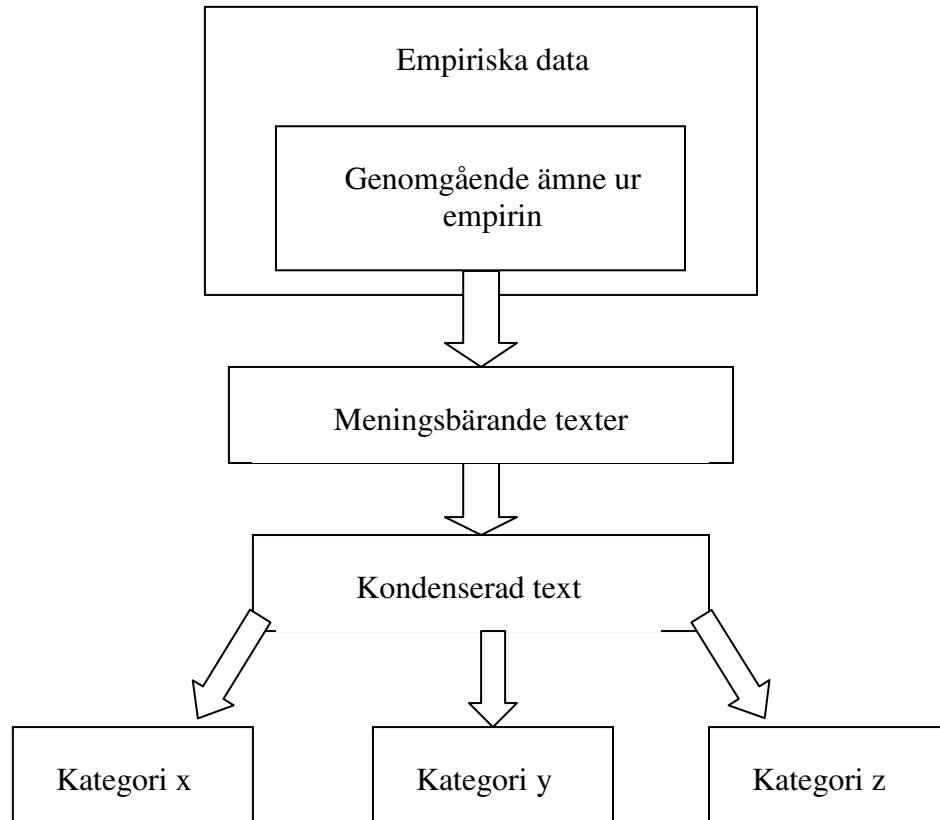 Empiriska data
Genomgående ämne ur
empirin
Meningsbärande texter
Kondenserad text
Kategori x
Kategori y
Kategori z